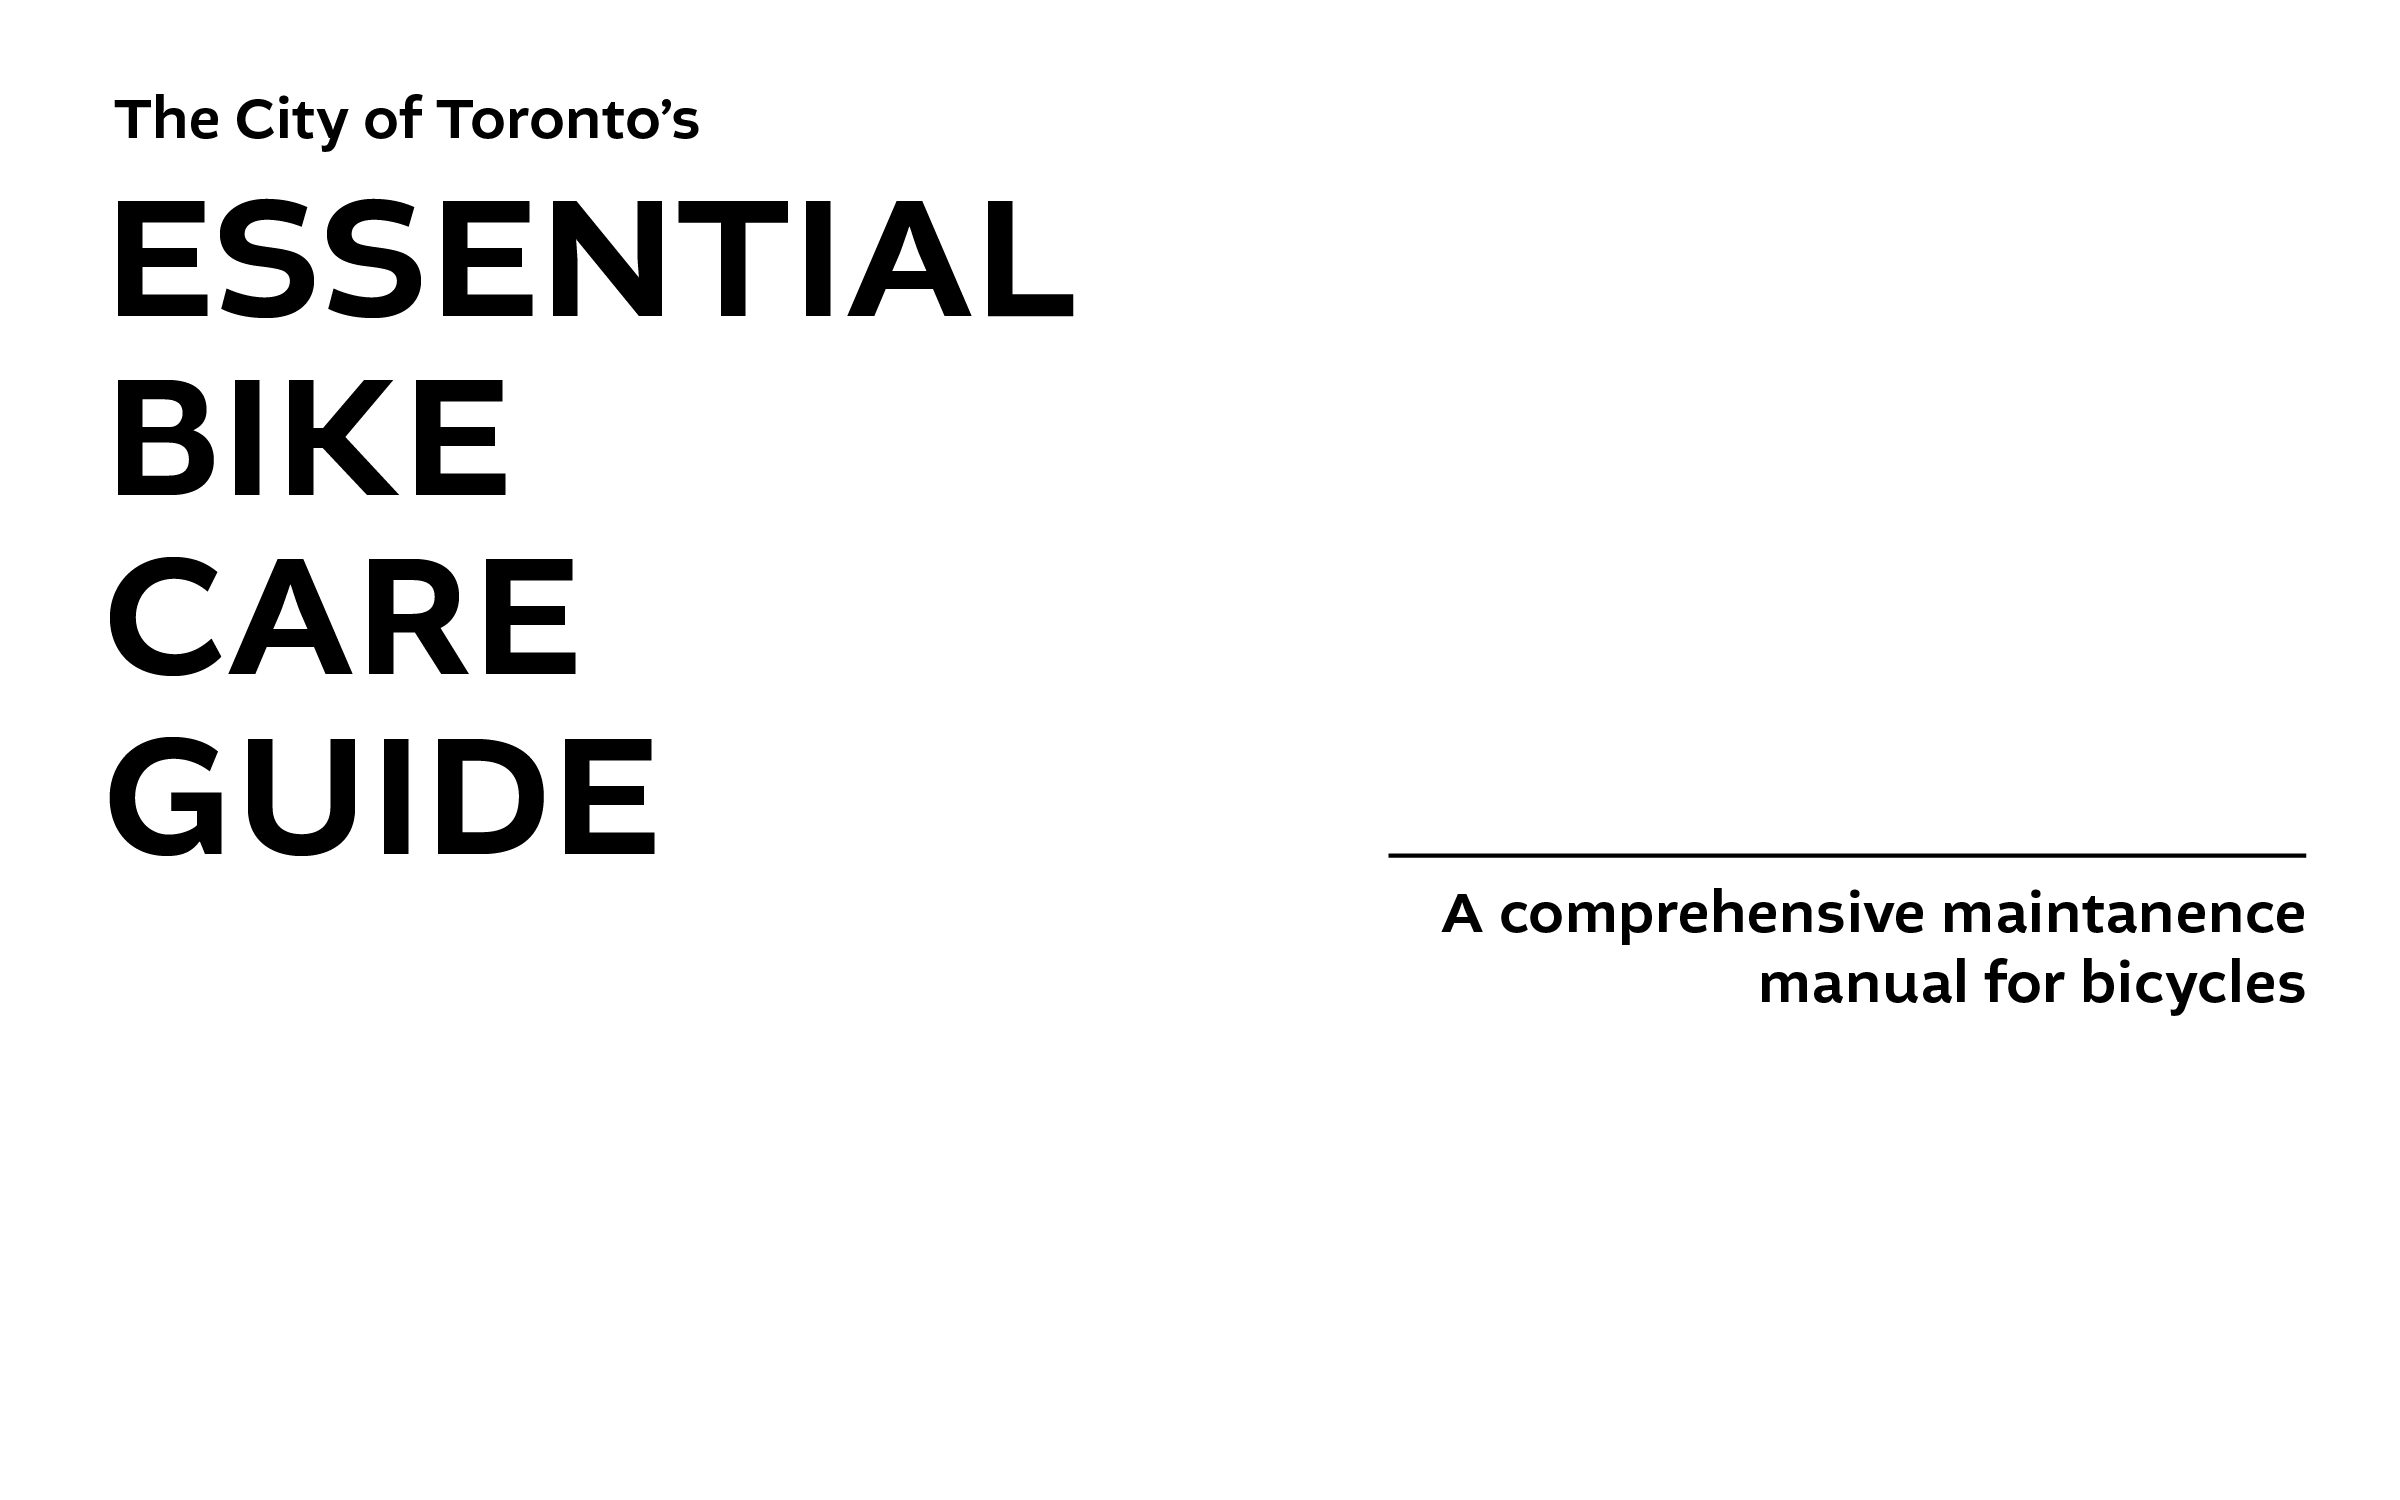 The City of Toronto’s
ESSENTIAL
BIKE
CARE
GUIDE
A comprehensive maintanence
manual for bicycles